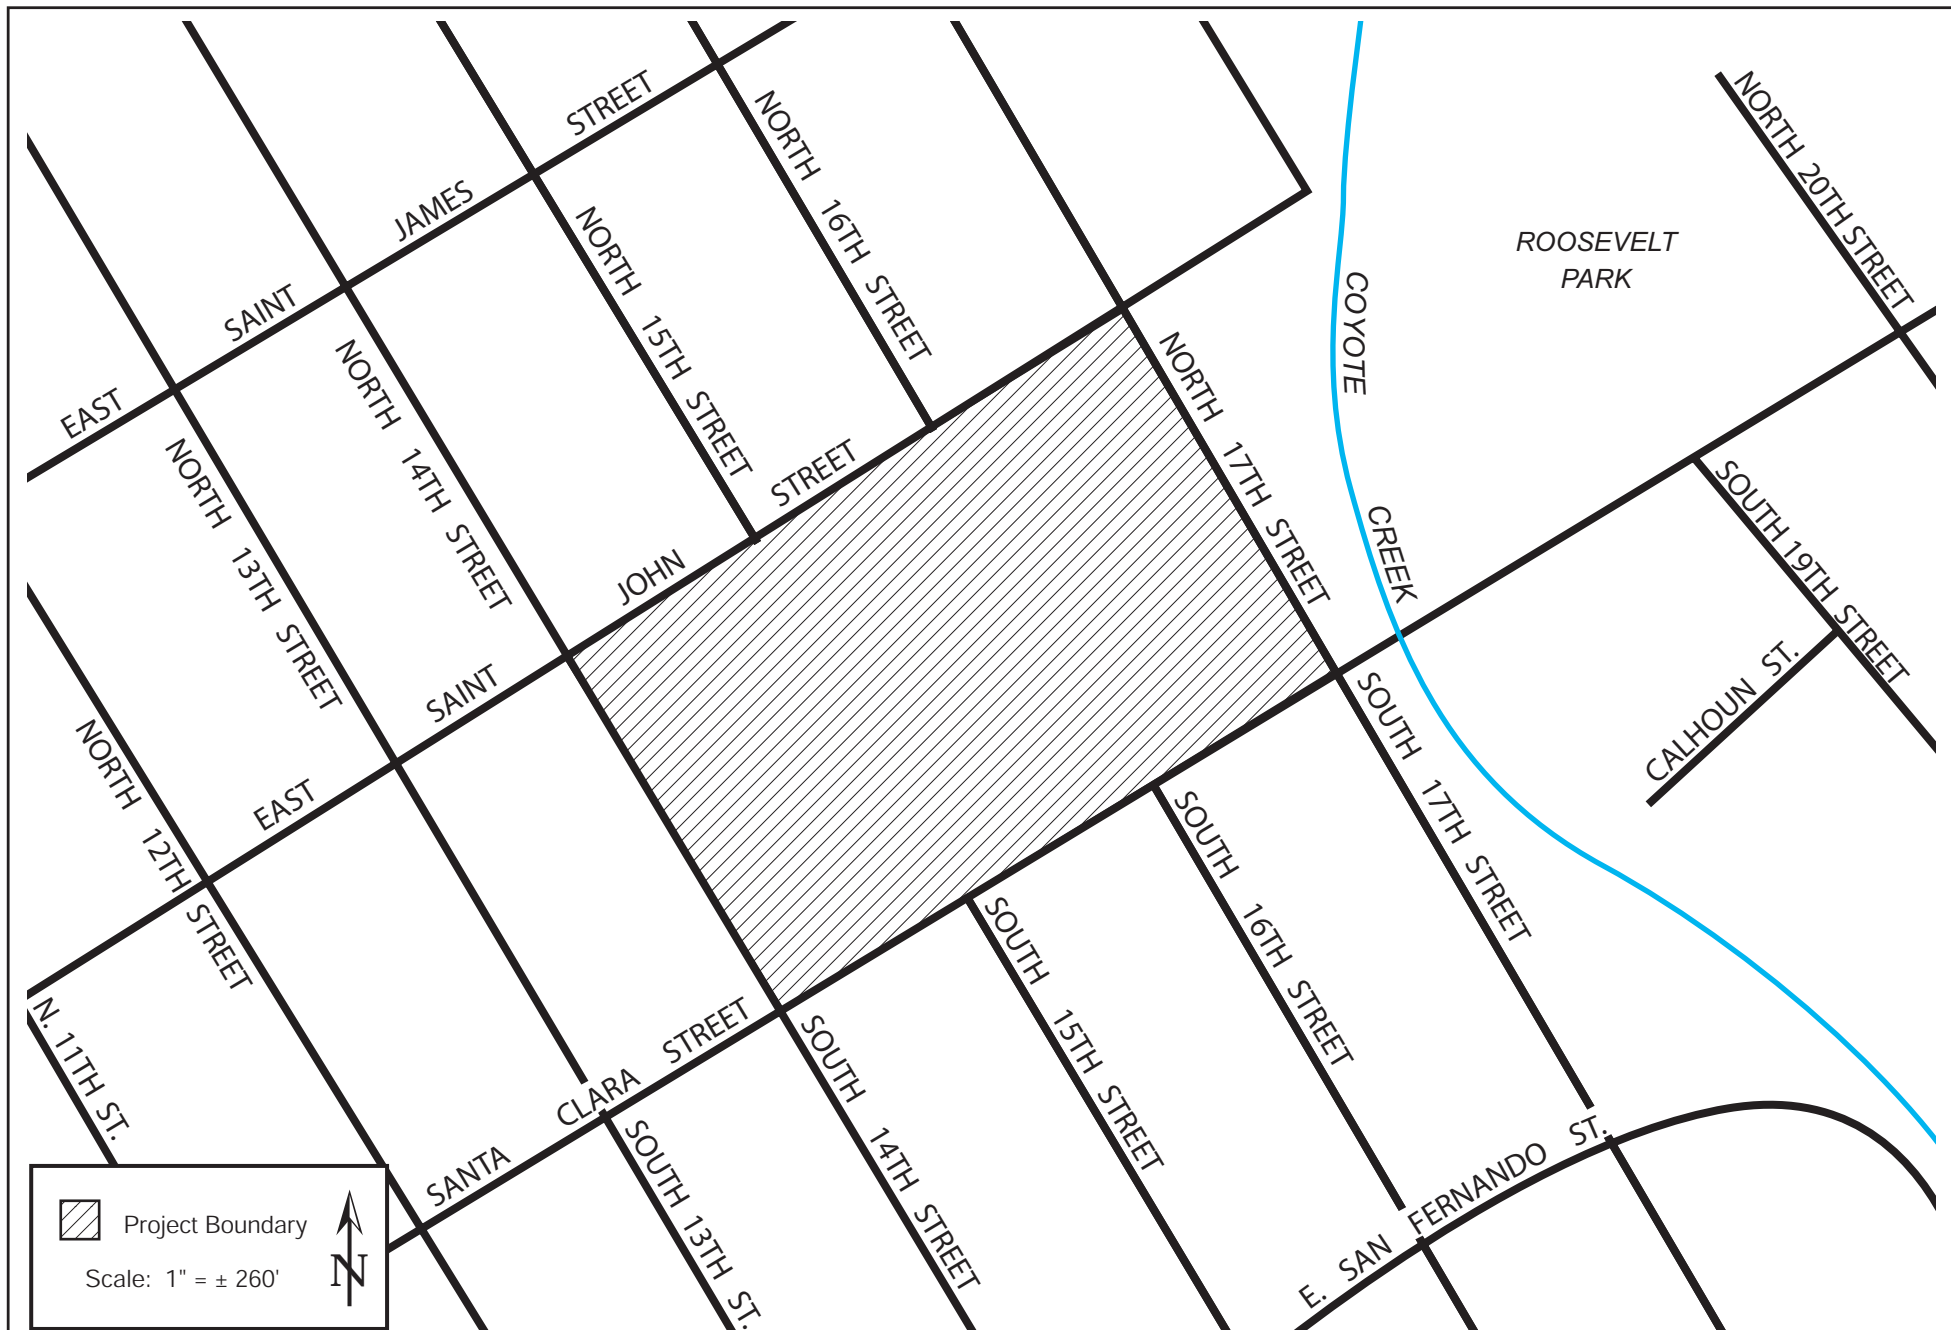 EAST SAINT JAMES STREET
NORTH 16TH STREET
NORTH 20TH STREET
ROOSEVELT
PARK
NORTH 15TH STREET
COYOTE CREEK
NORTH 14TH STREET
NORTH 17TH STREET
NORTH 13TH STREET
EAST SAINT JOHN STREET
SOUTH 19TH STREET
CALHOUN ST.
NORTH 12TH STREET
SOUTH 17TH STREET
SOUTH 16TH STREET
SOUTH 15TH STREET
N. 11TH ST.
SANTA CLARA STREET
SOUTH 14TH STREET
SOUTH 13TH ST.
E. SAN FERNANDO ST.
Project Boundary
Scale: 1" = ± 260'
N